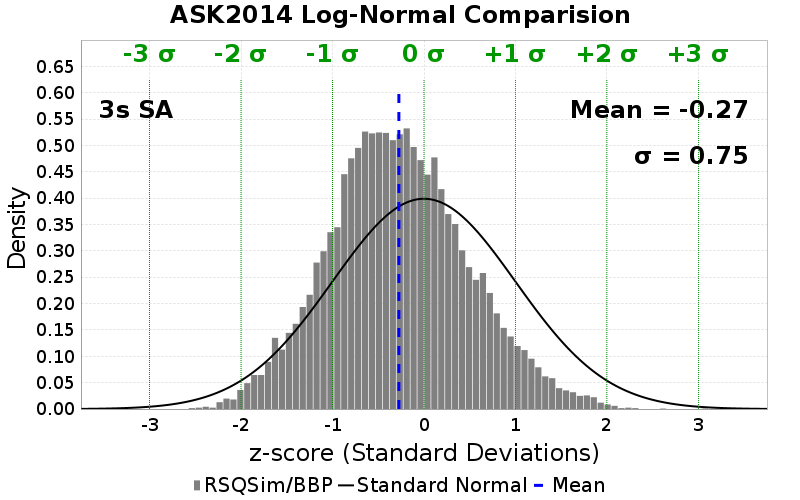 ASK2014 Log-Normal Comparision
-3 σ -2 σ -1 σ 0 σ +1 σ +2 σ +3 σ
3s SA
Mean = -0.27
σ = 0.75
Density
0.65
0.60
0.55
0.50
0.45
0.40
0.35
0.30
0.25
0.20
0.15
0.10
0.05
0.00
-3 -2 -1 0 1 2 3
z-score (Standard Deviations)
RSQSim/BBP Standard Normal Mean